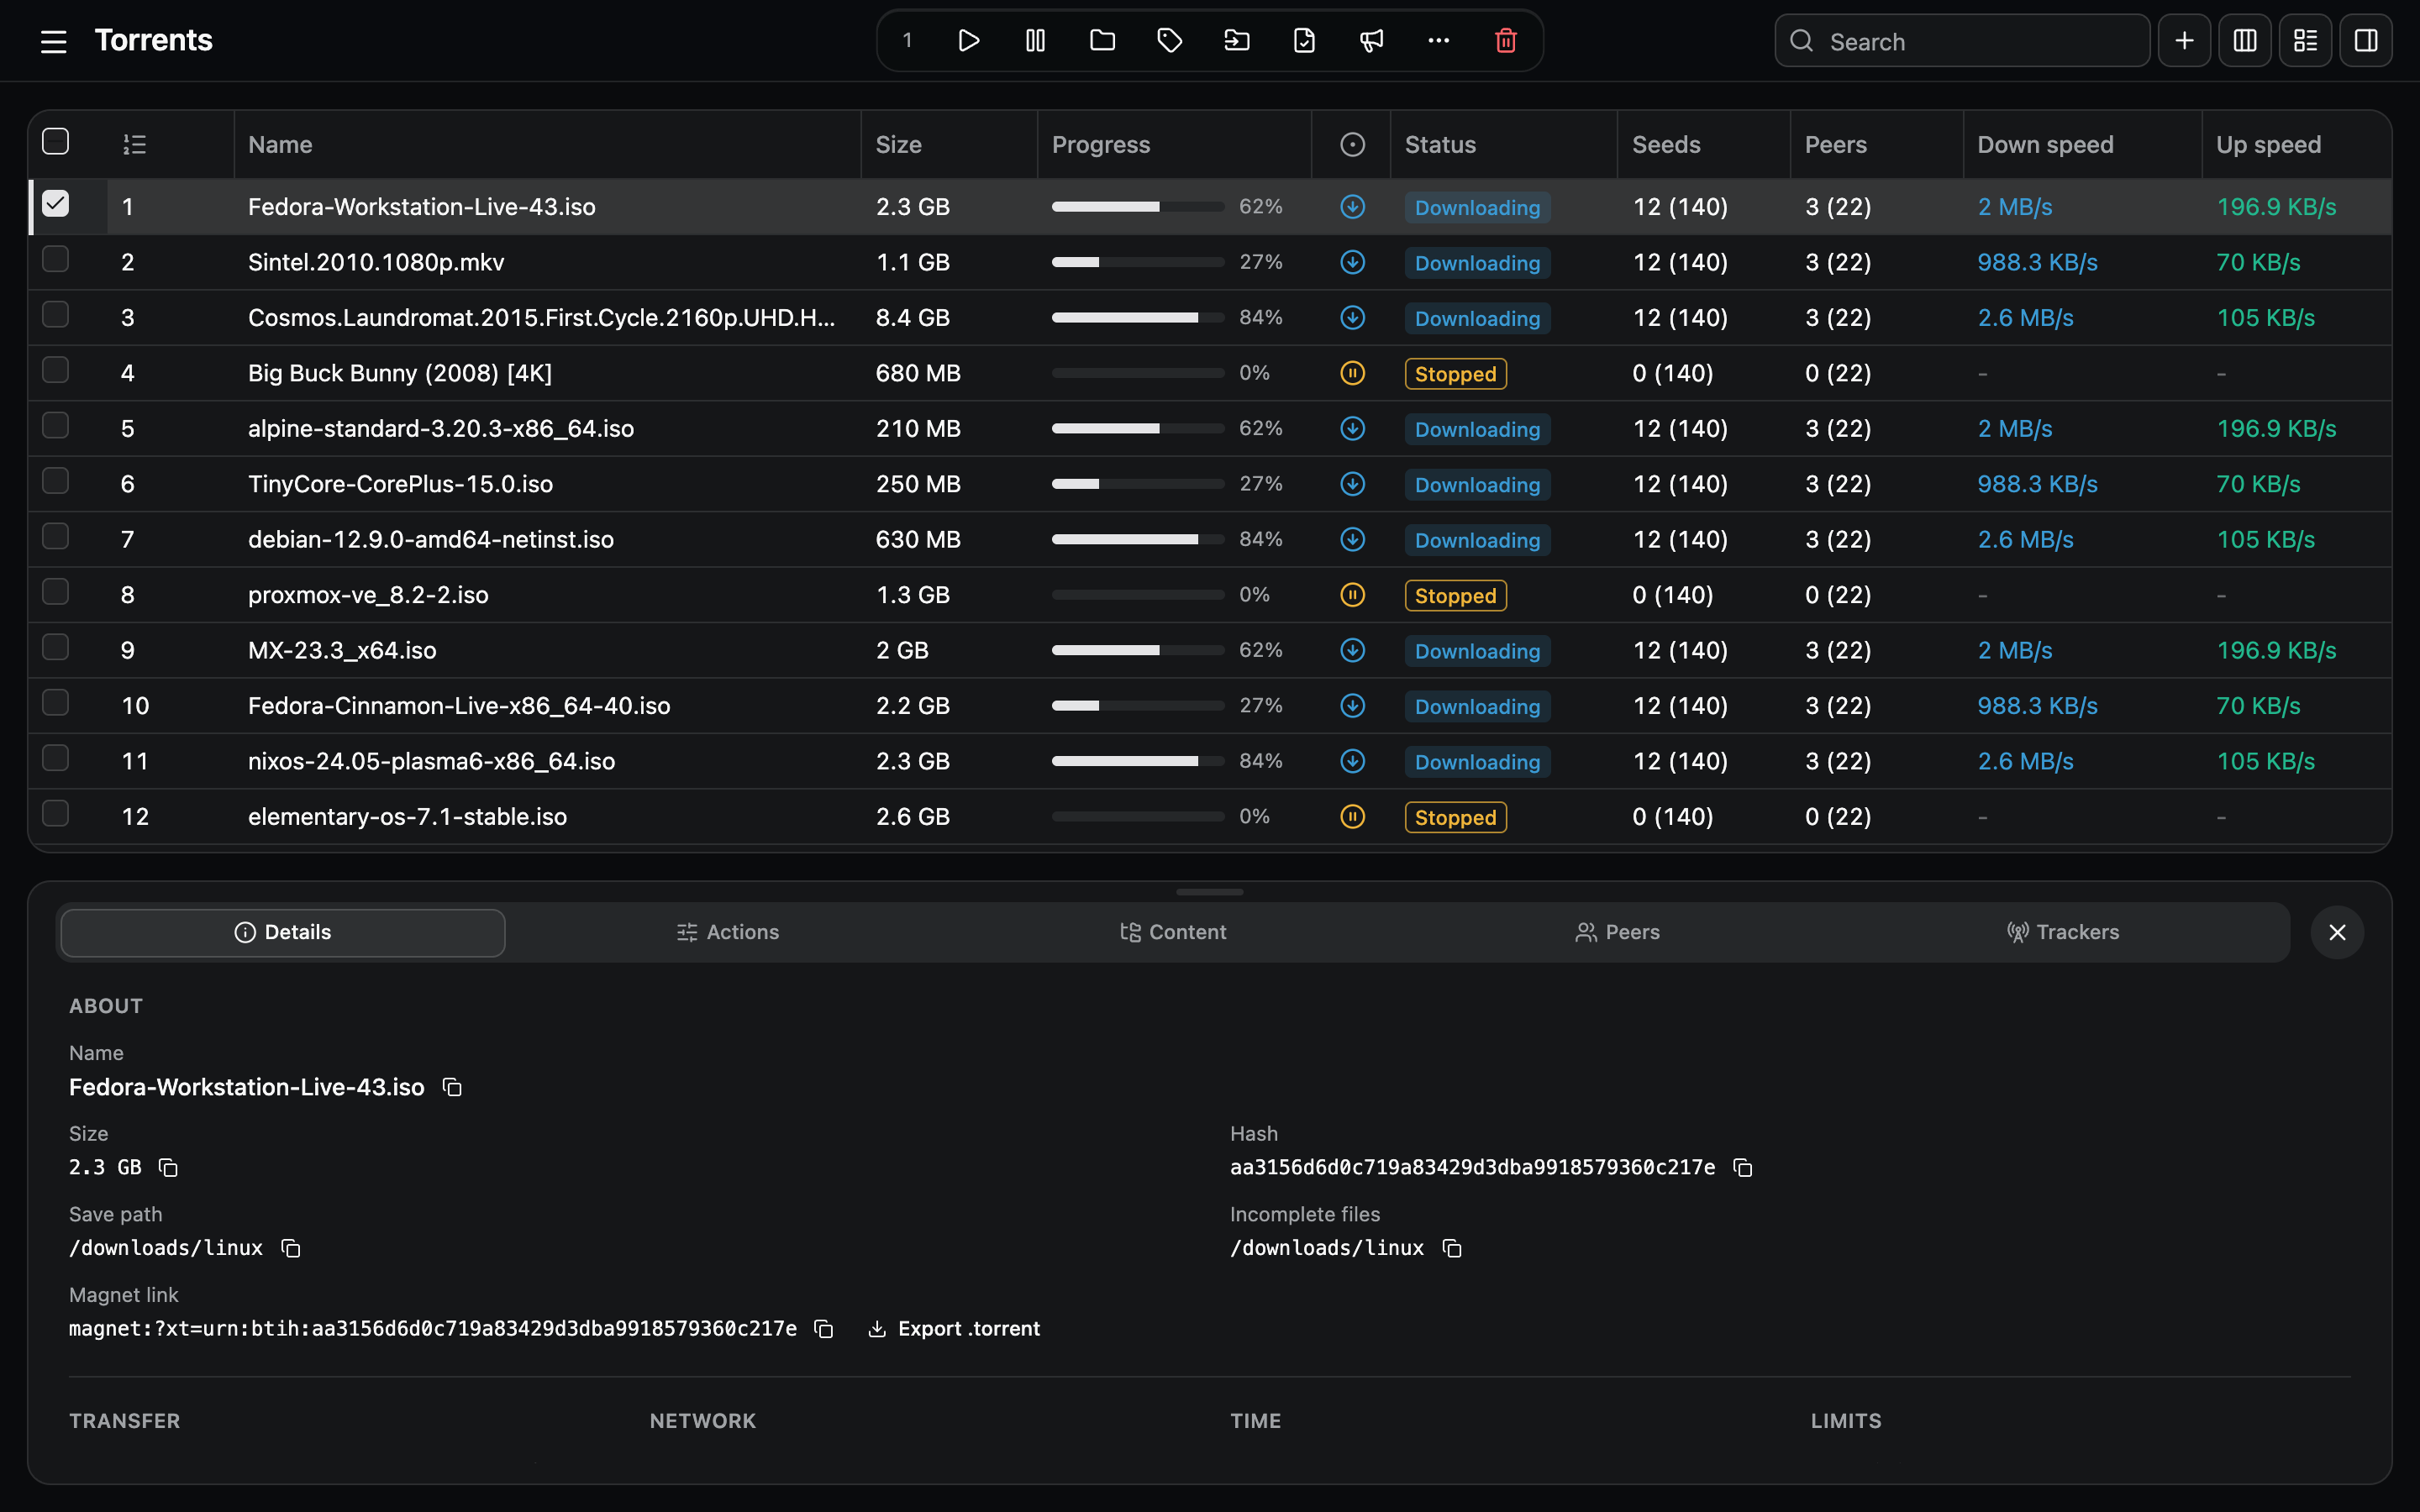 Torrents
1
Search
Name Size Progress Status Seeds Peers Down speed Up speed
1 Fedora-Workstation-Live-43.iso 2.3 GB 62% Downloading 12 (140) 3 (22) 2 MB/s 196.9 KB/s
2 Sintel.2010.1080p.mkv 1.1 GB 27% Downloading 12 (140) 3 (22) 988.3 KB/s 70 KB/s
3 Cosmos.Laundromat.2015.First.Cycle.2160p.UHD.H... 8.4 GB 84% Downloading 12 (140) 3 (22) 2.6 MB/s 105 KB/s
4 Big Buck Bunny (2008) [4K] 680 MB 0% Stopped 0 (140) 0 (22) - -
5 alpine-standard-3.20.3-x86_64.iso 210 MB 62% Downloading 12 (140) 3 (22) 2 MB/s 196.9 KB/s
6 TinyCore-CorePlus-15.0.iso 250 MB 27% Downloading 12 (140) 3 (22) 988.3 KB/s 70 KB/s
7 debian-12.9.0-amd64-netinst.iso 630 MB 84% Downloading 12 (140) 3 (22) 2.6 MB/s 105 KB/s
8 proxmox-ve_8.2-2.iso 1.3 GB 0% Stopped 0 (140) 0 (22) - -
9 MX-23.3_x64.iso 2 GB 62% Downloading 12 (140) 3 (22) 2 MB/s 196.9 KB/s
10 Fedora-Cinnamon-Live-x86_64-40.iso 2.2 GB 27% Downloading 12 (140) 3 (22) 988.3 KB/s 70 KB/s
11 nixos-24.05-plasma6-x86_64.iso 2.3 GB 84% Downloading 12 (140) 3 (22) 2.6 MB/s 105 KB/s
12 elementary-os-7.1-stable.iso 2.6 GB 0% Stopped 0 (140) 0 (22) - -
Details Actions Content Peers Trackers
ABOUT
Name
Fedora-Workstation-Live-43.iso
Size Hash
2.3 GB aa3156d6d0c719a83429d3dba9918579360c217e
Save path Incomplete files
/downloads/linux /downloads/linux
Magnet link
magnet:?xt=urn:btih:aa3156d6d0c719a83429d3dba9918579360c217e Export .torrent
TRANSFER NETWORK TIME LIMITS